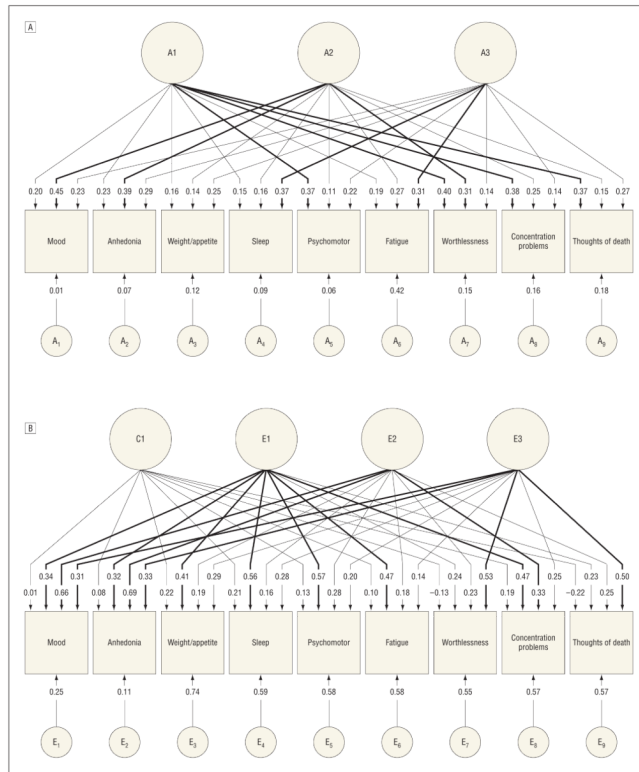 A
A1 A2 A3
0.20 0.45 0.23 0.23 0.39 0.29 0.16 0.14 0.25 0.15 0.16 0.37 0.37 0.11 0.22 0.19 0.27 0.31 0.40 0.31 0.14 0.38 0.25 0.14 0.37 0.15 0.27
Mood Anhedonia Weight/appetite Sleep Psychomotor Fatigue Worthlessness Concentration problems Thoughts of death
0.01 0.07 0.12 0.09 0.06 0.42 0.15 0.16 0.18
A1 A2 A3 A4 A5 A6 A7 A8 A9
B
C1 E1 E2 E3
0.34 0.31 0.32 0.33 0.41 0.29 0.56 0.28 0.57 0.20 0.47 0.14 0.24 0.53 0.47 0.25 0.23 0.50
0.01 0.66 0.08 0.69 0.22 0.19 0.21 0.16 0.13 0.28 0.10 0.18 −0.13 0.23 0.19 0.33 −0.22 0.25
Mood Anhedonia Weight/appetite Sleep Psychomotor Fatigue Worthlessness Concentration problems Thoughts of death
0.25 0.11 0.74 0.59 0.58 0.58 0.55 0.57 0.57
E1 E2 E3 E4 E5 E6 E7 E8 E9